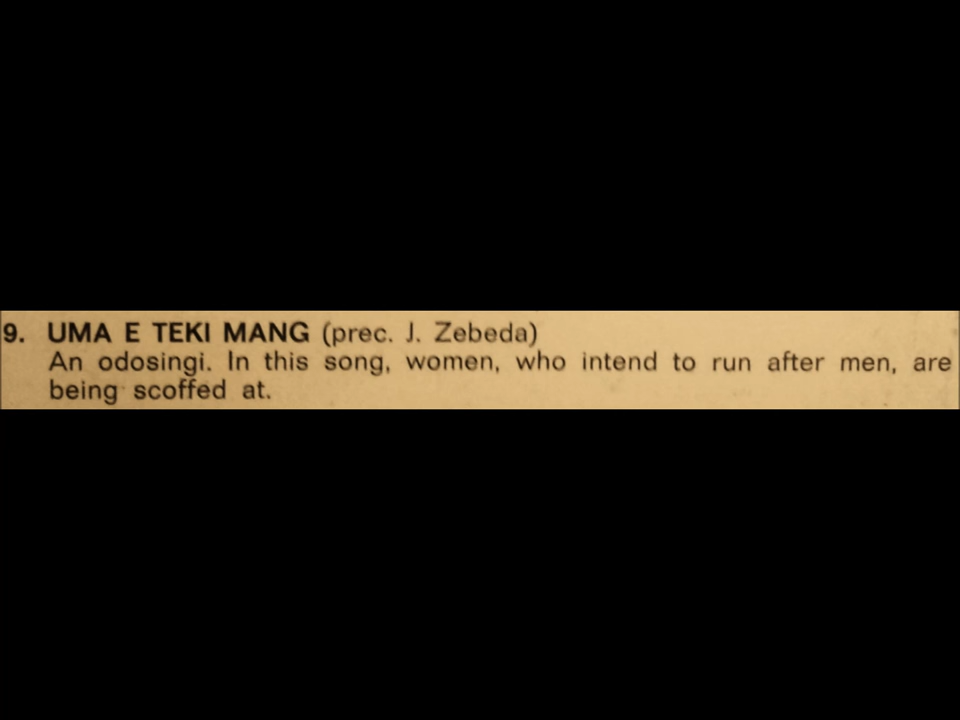 9. UMA E TEKI MANG (prec. J. Zebeda)
An odosingi. In this song, women, who intend to run after men, are
being scoffed at.